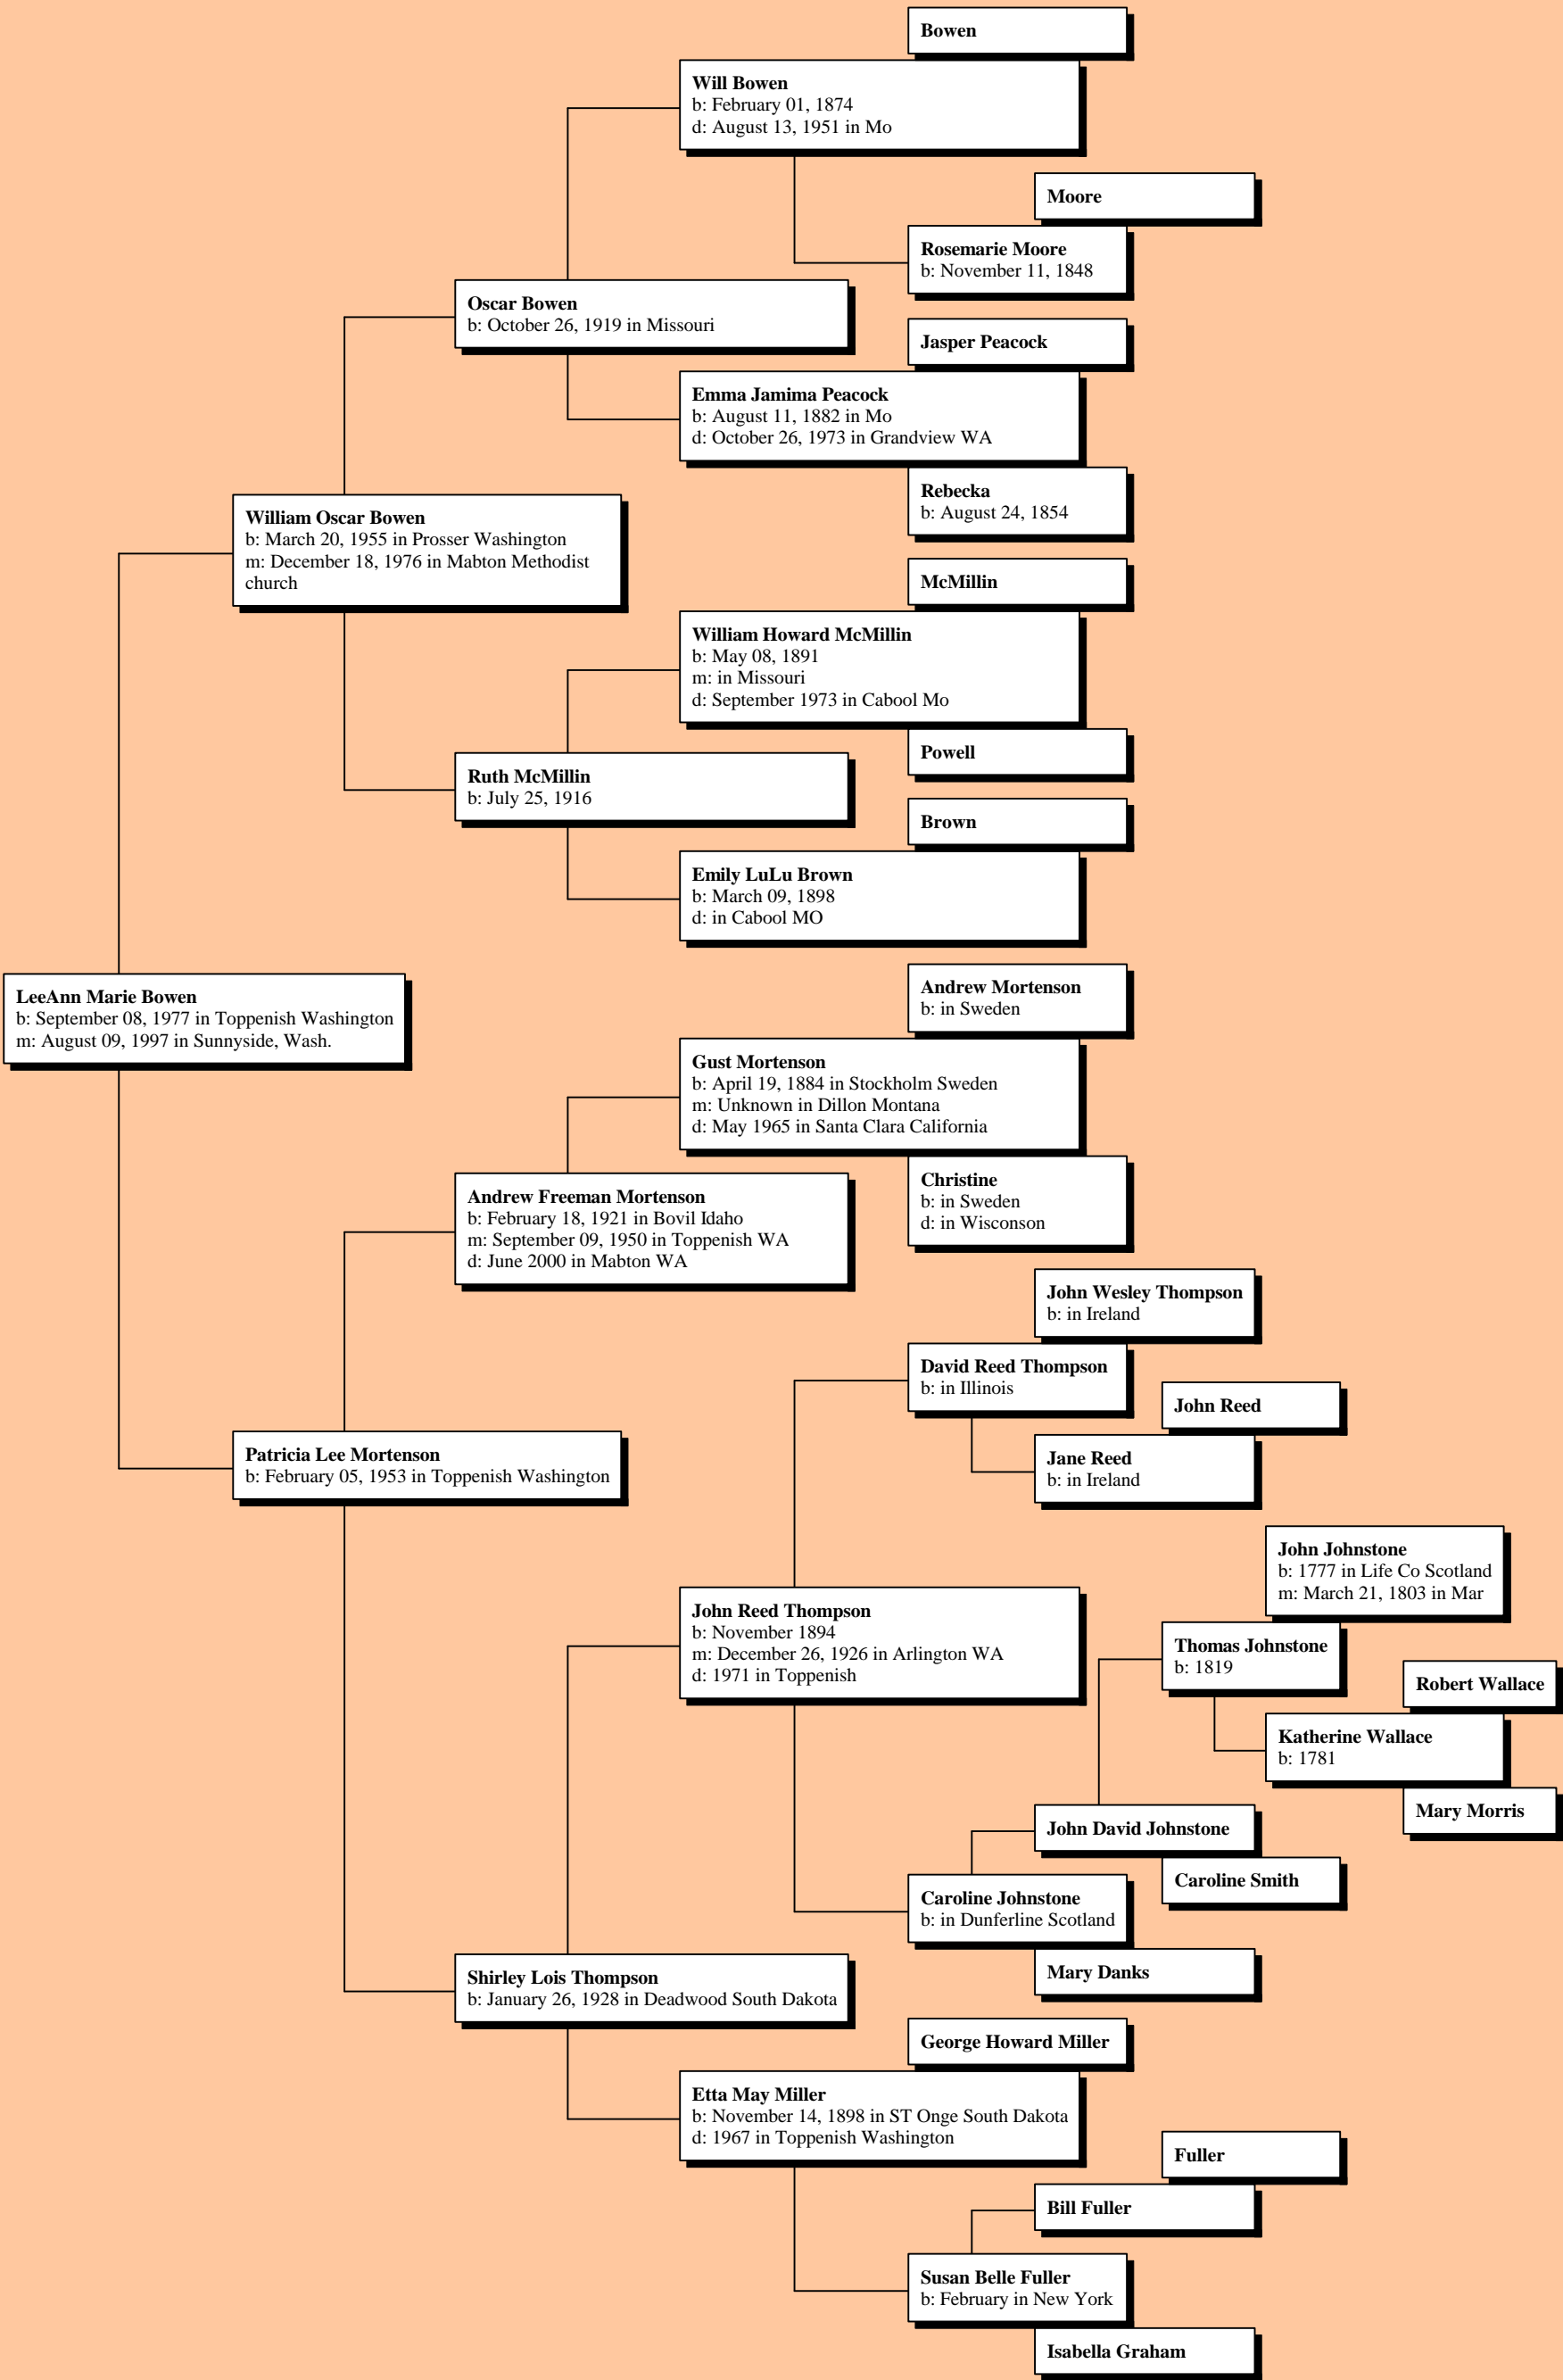 Bowen
Will Bowen
b: February 01, 1874
d: August 13, 1951 in Mo
Moore
Rosemarie Moore
b: November 11, 1848
Oscar Bowen
b: October 26, 1919 in Missouri
Jasper Peacock
Emma Jamima Peacock
b: August 11, 1882 in Mo
d: October 26, 1973 in Grandview WA
Rebecka
b: August 24, 1854
William Oscar Bowen
b: March 20, 1955 in Prosser Washington
m: December 18, 1976 in Mabton Methodist
church
McMillin
William Howard McMillin
b: May 08, 1891
m: in Missouri
d: September 1973 in Cabool Mo
Powell
Ruth McMillin
b: July 25, 1916
Brown
Emily LuLu Brown
b: March 09, 1898
d: in Cabool MO
LeeAnn Marie Bowen
b: September 08, 1977 in Toppenish Washington
m: August 09, 1997 in Sunnyside, Wash.
Andrew Mortenson
b: in Sweden
Gust Mortenson
b: April 19, 1884 in Stockholm Sweden
m: Unknown in Dillon Montana
d: May 1965 in Santa Clara California
Christine
b: in Sweden
d: in Wisconson
Andrew Freeman Mortenson
b: February 18, 1921 in Bovil Idaho
m: September 09, 1950 in Toppenish WA
d: June 2000 in Mabton WA
John Wesley Thompson
b: in Ireland
David Reed Thompson
b: in Illinois
John Reed
Jane Reed
b: in Ireland
Patricia Lee Mortenson
b: February 05, 1953 in Toppenish Washington
John Johnstone
b: 1777 in Life Co Scotland
m: March 21, 1803 in Mar
John Reed Thompson
b: November 1894
m: December 26, 1926 in Arlington WA
d: 1971 in Toppenish
Thomas Johnstone
b: 1819
Robert Wallace
Katherine Wallace
b: 1781
Mary Morris
John David Johnstone
Caroline Smith
Caroline Johnstone
b: in Dunferline Scotland
Mary Danks
Shirley Lois Thompson
b: January 26, 1928 in Deadwood South Dakota
George Howard Miller
Etta May Miller
b: November 14, 1898 in ST Onge South Dakota
d: 1967 in Toppenish Washington
Fuller
Bill Fuller
Susan Belle Fuller
b: February in New York
Isabella Graham